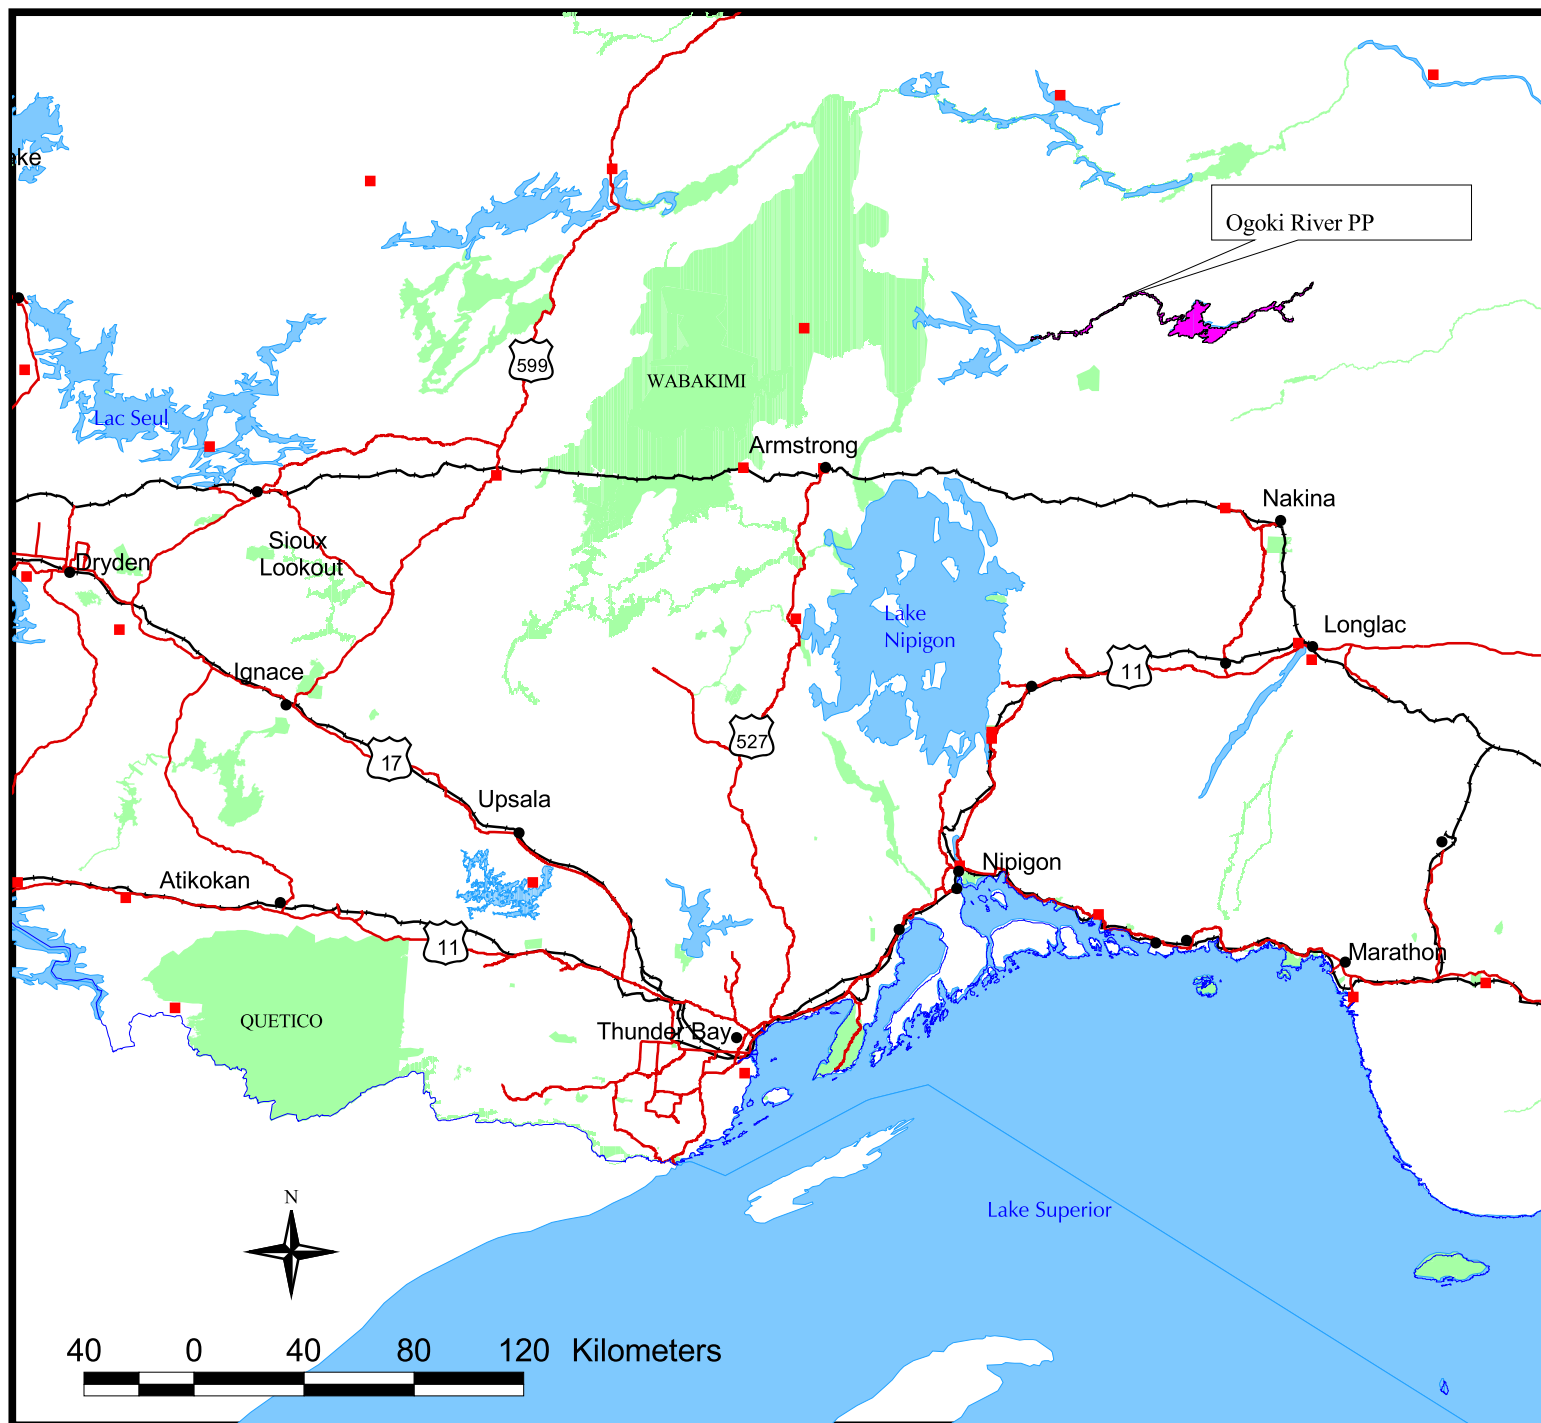 ke
Ogoki River PP
599
WABAKIMI
Lac Seul
Armstrong
Nakina
Sioux
Lookout
Dryden
Lake
Nipigon
Longlac
Ignace
11
527
17
Upsala
Nipigon
Atikokan
11
Marathon
QUETICO
Thunder Bay
N
Lake Superior
40 0 40 80 120 Kilometers